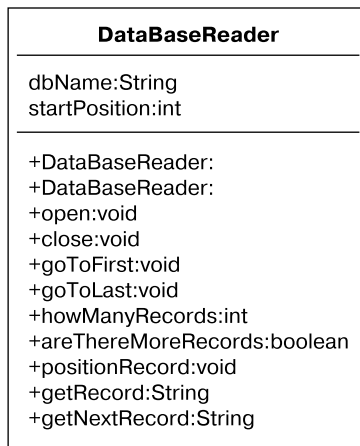 DataBaseReader
dbName:String
startPosition:int
+DataBaseReader:
+DataBaseReader:
+open:void
+close:void
+goToFirst:void
+goToLast:void
+howManyRecords:int
+areThereMoreRecords:boolean
+positionRecord:void
+getRecord:String
+getNextRecord:String